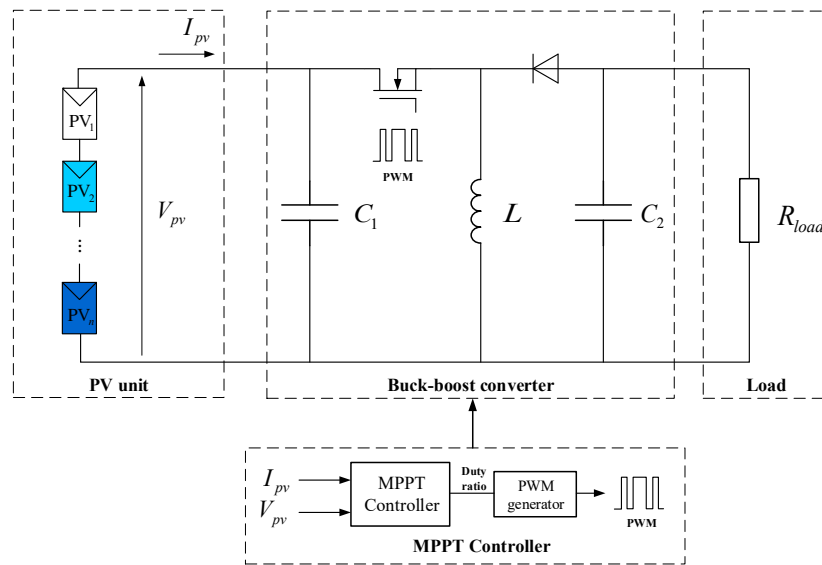 I_pv
PV_1
PV_2
...
PV_n
V_pv
PWM
C_1
L
C_2
R_load
PV unit
Buck-boost converter
Load
I_pv
V_pv
MPPT
Controller
Duty
ratio
PWM
generator
PWM
MPPT Controller